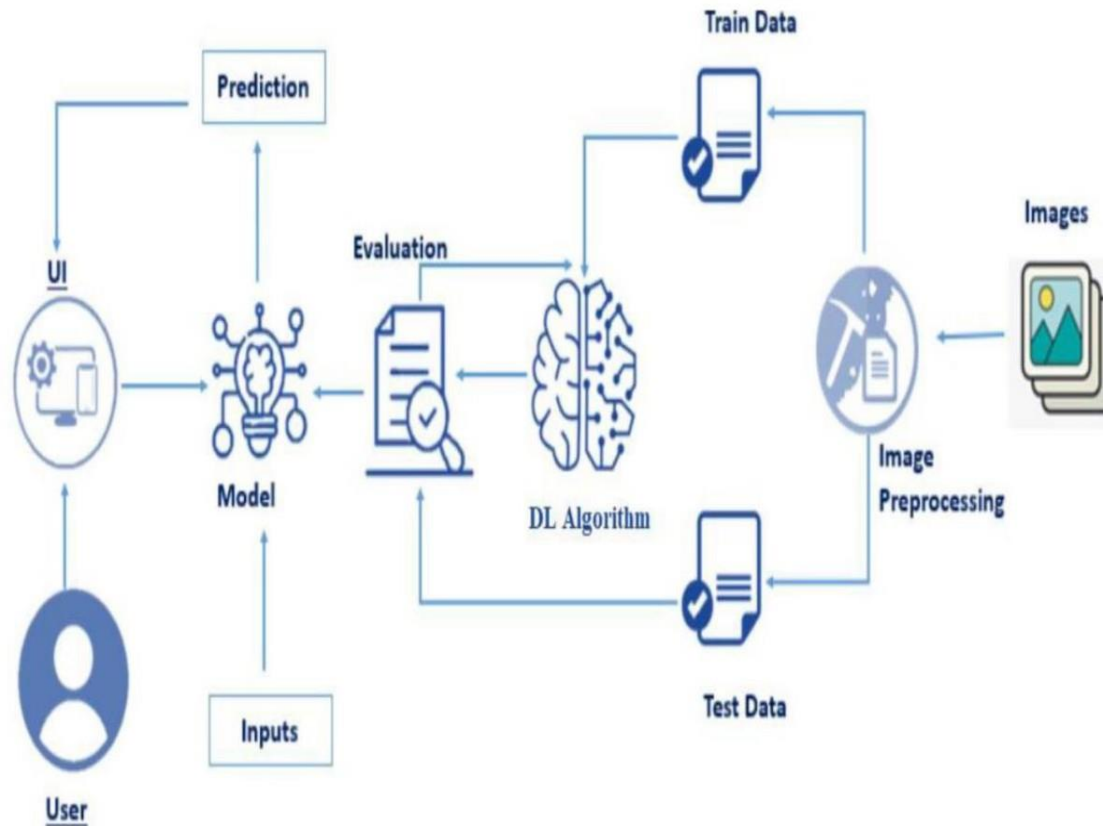 Train Data
Prediction
Images
Evaluation
UI
Image
Preprocessing
Model
DL Algorithm
Test Data
Inputs
User